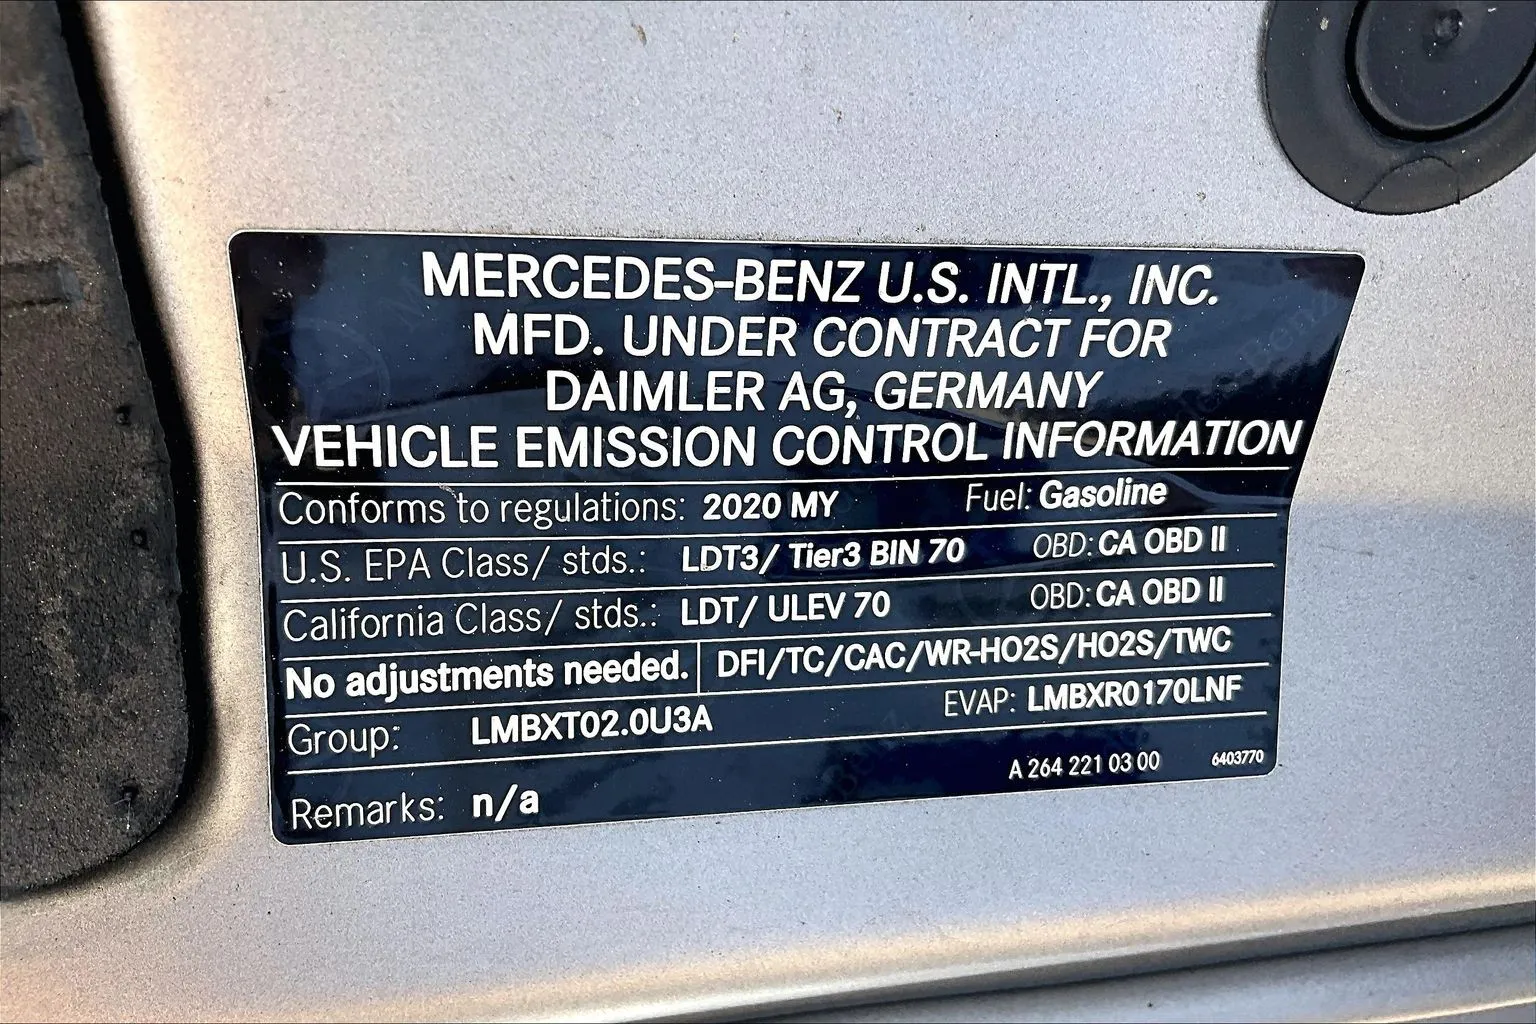 MERCEDES-BENZ U.S. INTL., INC.
MFD. UNDER CONTRACT FOR
DAIMLER AG, GERMANY
VEHICLE EMISSION CONTROL INFORMATION
Conforms to regulations: 2020 MY Fuel: Gasoline
U.S. EPA Class/ stds.: LDT3/ Tier3 BIN 70 OBD: CA OBD II
California Class/ stds.: LDT/ ULEV 70 OBD: CA OBD II
No adjustments needed. DFI/TC/CAC/WR-HO2S/HO2S/TWC
Group: LMBXT02.0U3A EVAP: LMBXR0170LNF
Remarks: n/a A 264 221 03 00 6403770